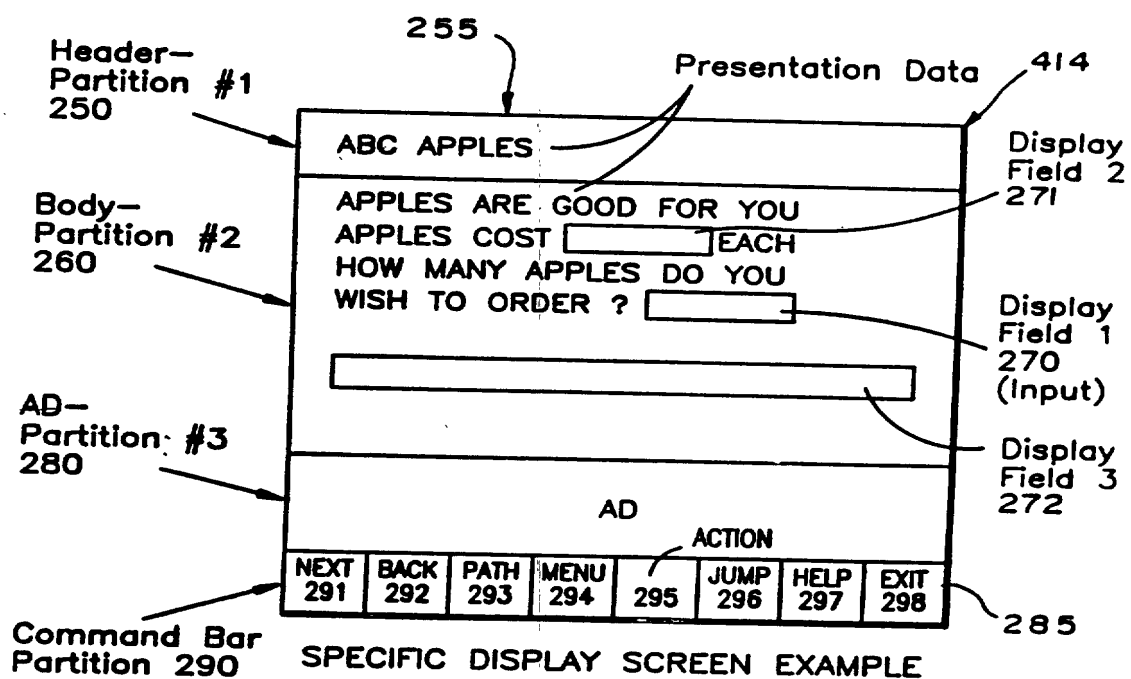 255
Header—
Partition #1
250
Presentation Data
414
ABC APPLES
Display
Field 2
271
Body—
Partition #2
260
APPLES ARE GOOD FOR YOU
APPLES COST EACH
HOW MANY APPLES DO YOU
WISH TO ORDER ?
Display
Field 1
270
(Input)
AD—
Partition #3
280
Display
Field 3
272
AD
ACTION
NEXT BACK PATH MENU JUMP HELP EXIT
291 292 293 294 295 296 297 298
285
Command Bar
Partition 290
SPECIFIC DISPLAY SCREEN EXAMPLE